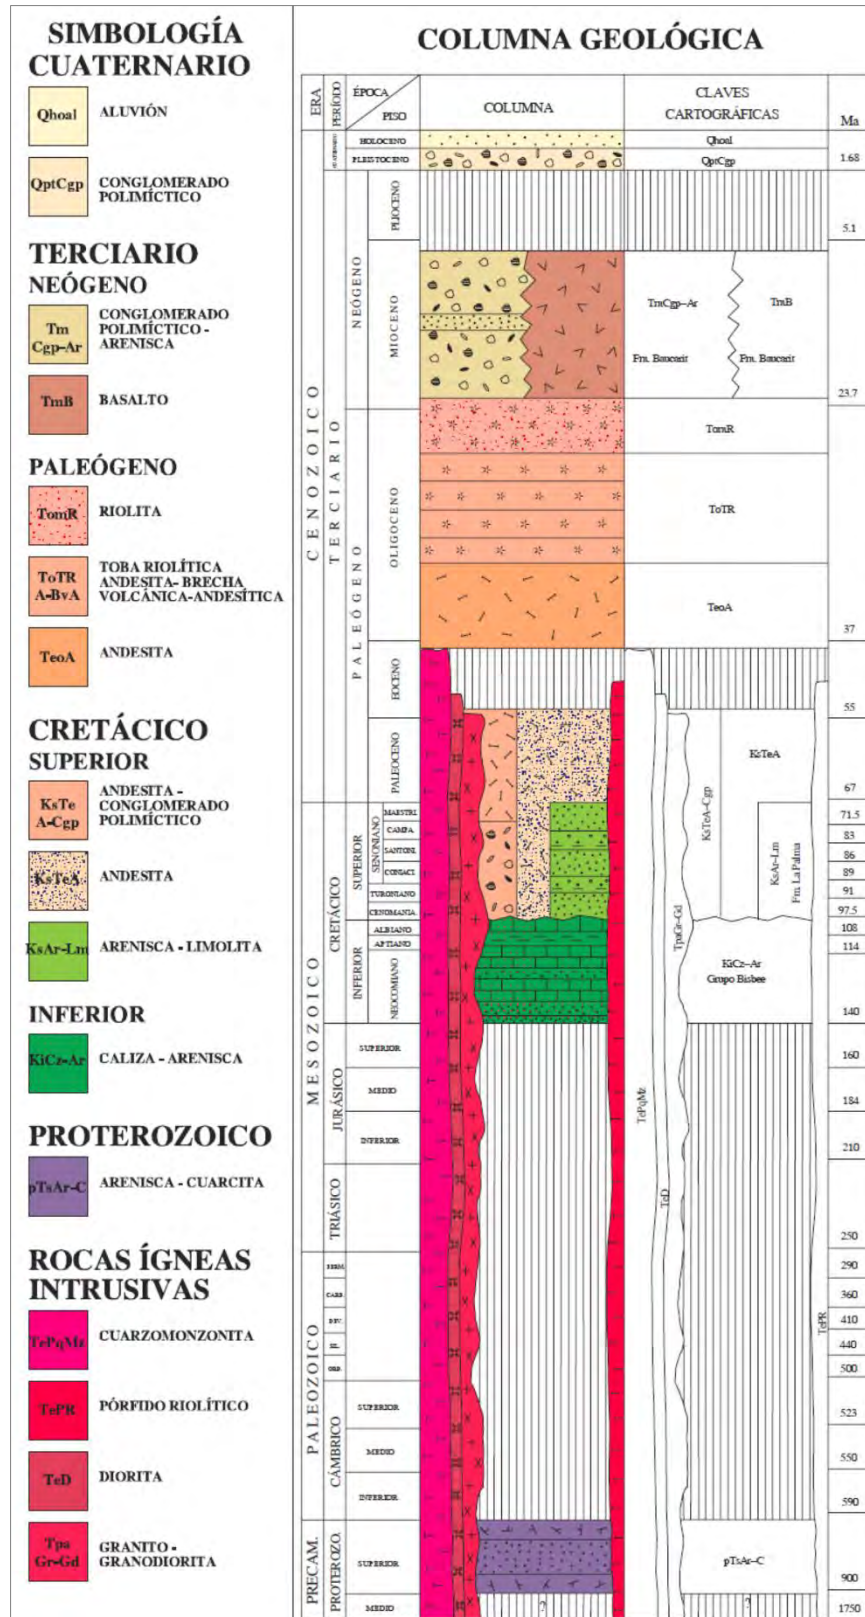 SIMBOLOGÍA
CUATERNARIO
Qhoal
ALUVIÓN
QptCgp
CONGLOMERADO
POLIMÍCTICO
TERCIARIO
NEÓGENO
Tm
Cgp-Ar
CONGLOMERADO
POLIMÍCTICO -
ARENISCA
TmB
BASALTO
PALEÓGENO
TomR
RIOLITA
ToTR
A-BvA
TOBA RIOLÍTICA
ANDESITA- BRECHA
VOLCÁNICA-ANDESÍTICA
TeoA
ANDESITA
CRETÁCICO
SUPERIOR
KsTe
A-Cgp
ANDESITA -
CONGLOMERADO
POLIMÍCTICO
KsTeA
ANDESITA
KsAr-Lm
ARENISCA - LIMOLITA
INFERIOR
KiCz-Ar
CALIZA - ARENISCA
PROTEROZOICO
pTsAr-C
ARENISCA - CUARCITA
ROCAS ÍGNEAS
INTRUSIVAS
TePqMz
CUARZOMONZONITA
TePR
PÓRFIDO RIOLÍTICO
TeD
DIORITA
Tpa
Gr-Gd
GRANITO -
GRANODIORITA
COLUMNA GEOLÓGICA
ERA
PERÍODO
ÉPOCA
PISO
COLUMNA
CLAVES
CARTOGRÁFICAS
Ma
HOLOCENO
Qhoal
PLEISTOCENO
QptCgp
1.68
CENOZOICO
TERCIARIO
NEÓGENO
PLIOCENO
5.1
MIOCENO
TmCgp-Ar
TmB
Fm. Baucarit
Fm. Baucarit
23.7
PALEÓGENO
OLIGOCENO
TomR
ToTR
TeoA
37
EOCENO
55
PALEOCENO
KsTeA
KsTeA-Cgp
67
MESOZOICO
CRETÁCICO
SUPERIOR
SENONIANO
MAESTRI.
71.5
CAMPA.
83
SANTONI.
86
CONIACI.
89
TURONIANO
91
CENOMANIA.
97.5
KsAr-Lm
Fm. La Palma
TpaGr-Gd
INFERIOR
ALBIANO
108
APTIANO
114
NEOCOMIANO
KiCz-Ar
Grupo Bisbee
140
JURÁSICO
SUPERIOR
160
MEDIO
184
INFERIOR
210
TePqMz
TeD
TRIÁSICO
250
PALEOZOICO
PERM.
290
CARB.
360
DEV.
410
440
ORD.
500
TePR
CÁMBRICO
SUPERIOR
523
MEDIO
550
INFERIOR
590
PRECAM.
PROTEROZO.
SUPERIOR
pTsAr-C
900
MEDIO
?
?
1750